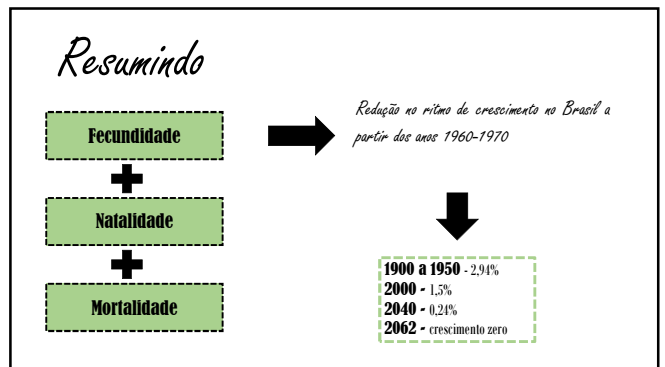 Resumindo
Fecundidade
Natalidade
Mortalidade
Redução no ritmo de crescimento no Brasil a
partir dos anos 1960-1970
1900 a 1950 - 2,94%
2000 - 1,5%
2040 - 0,24%
2062 - crescimento zero